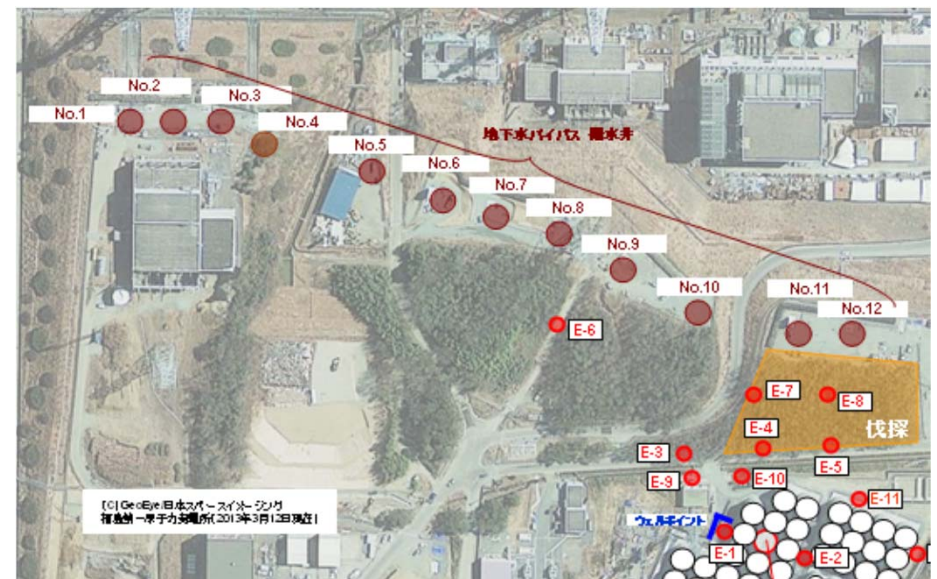 No.1
No.2
No.3
No.4
No.5
No.6
地下水バイパス 揚水井
No.7
No.8
No.9
No.10
No.11
No.12
E-6
E-7
E-8
伐採
E-4
E-3
E-5
E-9
E-10
E-11
(C)GeoEye/日本スペースイメージング
福島第一原子力発電所(2013年3月12日現在)
ウェルポイント
E-1
E-2